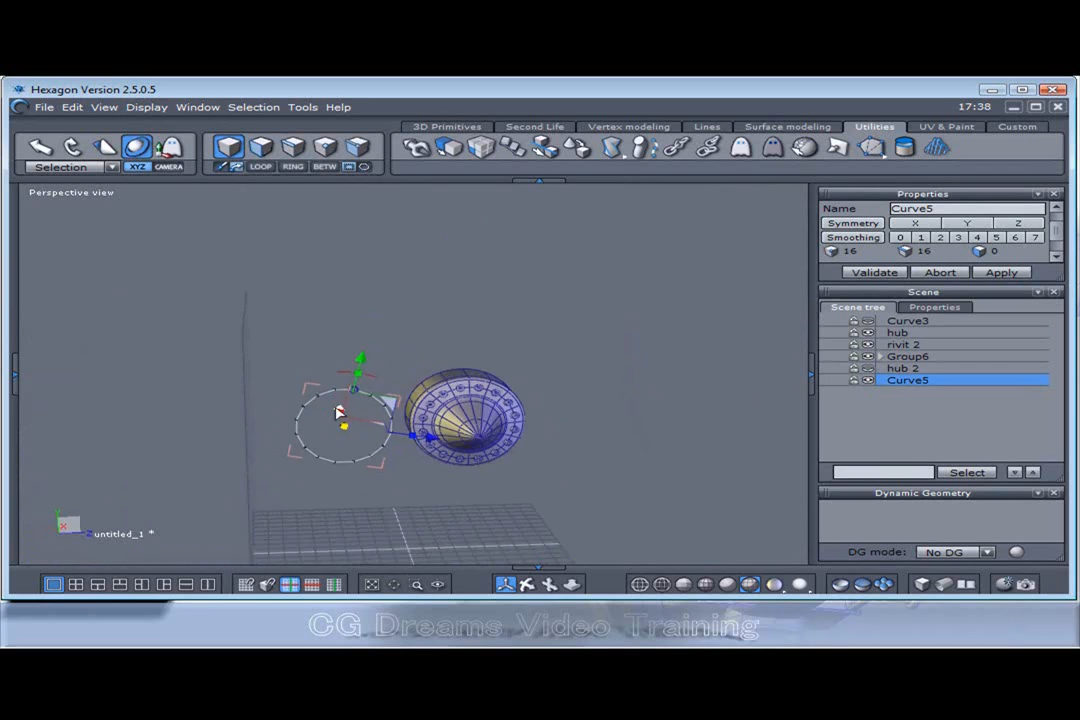 Hexagon Version 2.5.0.5
File Edit View Display Window Selection Tools Help
17:38
3D Primitives Second Life Vertex modeling Lines Surface modeling Utilities UV & Paint Custom
Selection XYZ CAMERA LOOP RING BETW
Perspective view
Properties
Name Curve5
Symmetry X Y Z
Smoothing 0 1 2 3 4 5 6 7
16 16 0
Validate Abort Apply
Scene
Scene tree Properties
Curve3
hub
rivit 2
Group6
hub 2
Curve5
Select
Dynamic Geometry
X Y Z untitled_1 *
DG mode: No DG
CG Dreams Video Training